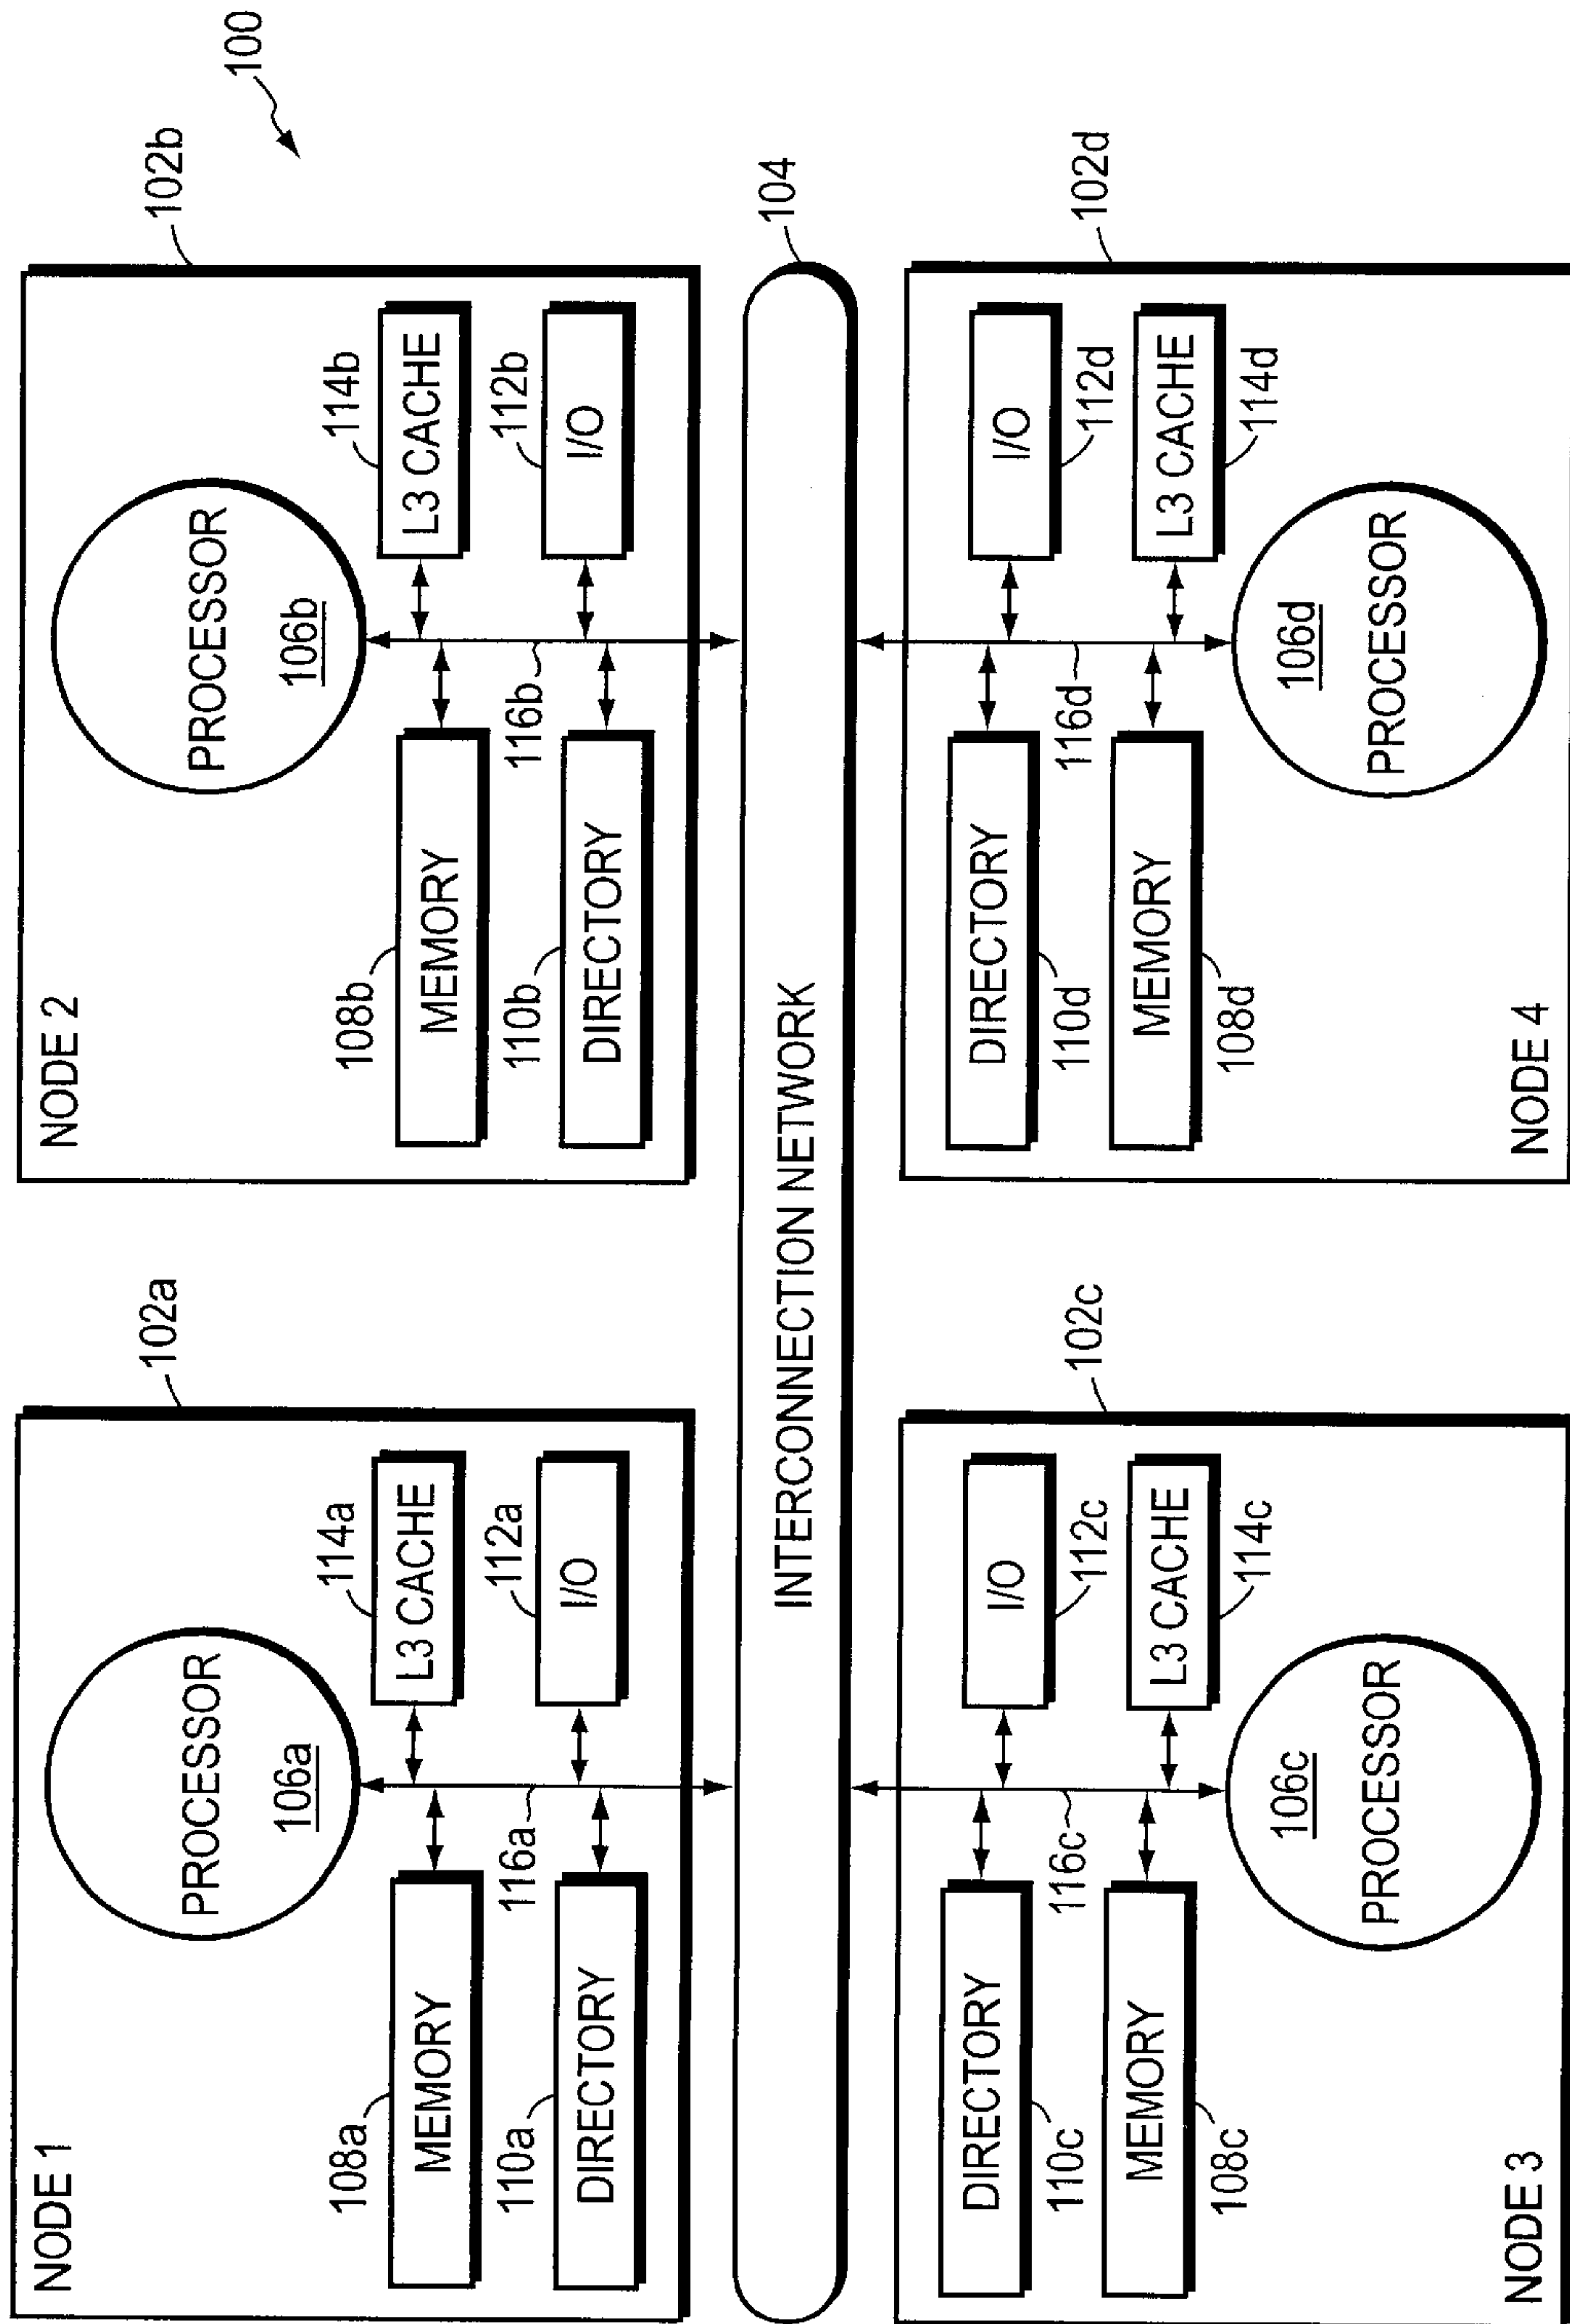 100
NODE 1
102a
PROCESSOR
106a
108a
MEMORY
114a
L3 CACHE
116a
110a
DIRECTORY
112a
I/O
NODE 2
102b
PROCESSOR
106b
108b
MEMORY
114b
L3 CACHE
116b
110b
DIRECTORY
112b
I/O
INTERCONNECTION NETWORK
104
102c
DIRECTORY
110c
I/O
112c
116c
MEMORY
108c
L3 CACHE
114c
106c
PROCESSOR
NODE 3
102d
DIRECTORY
110d
I/O
112d
116d
MEMORY
108d
L3 CACHE
114d
106d
PROCESSOR
NODE 4